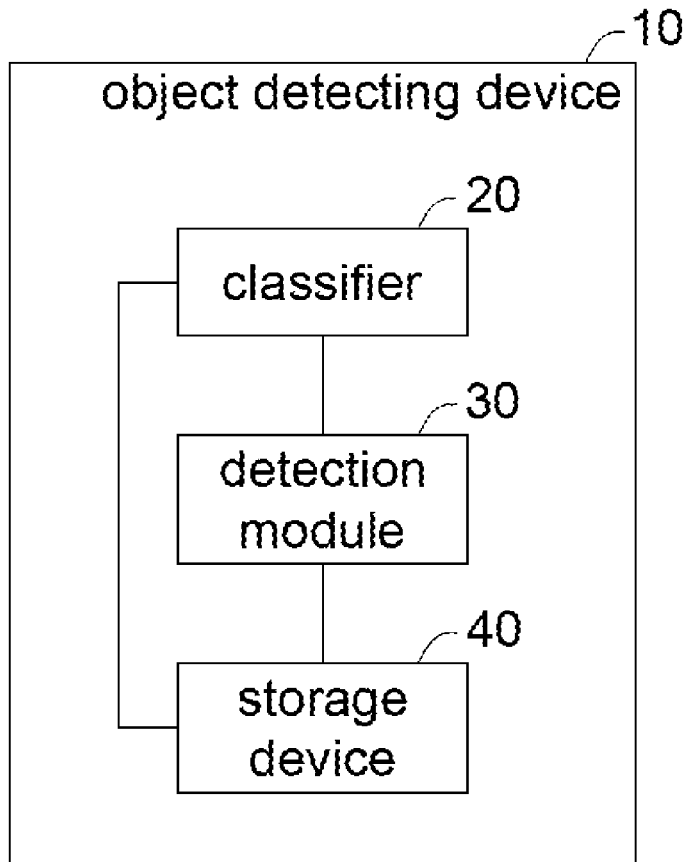 10
object detecting device
20
classifier
30
detection
module
40
storage
device